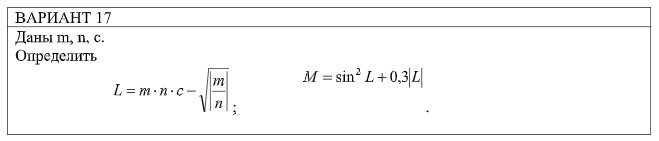 ВАРИАНТ 17
Даны m, n, c.
Определить
L = m · n · c − √|m/n| ; M = sin² L + 0,3|L| .